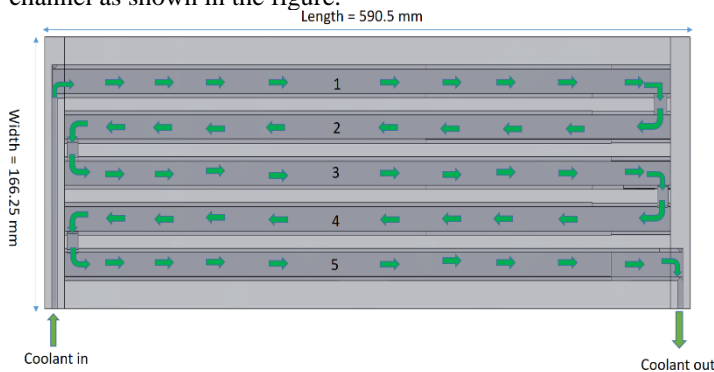 channel as shown in the figure.
Length = 590.5 mm
Width = 166.25 mm
1
2
3
4
5
Coolant in
Coolant out